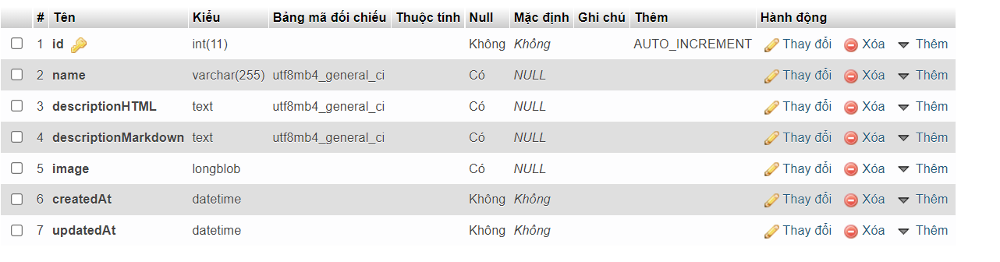 # Tên Kiểu Bảng mã đối chiếu Thuộc tính Null Mặc định Ghi chú Thêm Hành động
1 id int(11) Không Không AUTO_INCREMENT Thay đổi Xóa Thêm
2 name varchar(255) utf8mb4_general_ci Có NULL Thay đổi Xóa Thêm
3 descriptionHTML text utf8mb4_general_ci Có NULL Thay đổi Xóa Thêm
4 descriptionMarkdown text utf8mb4_general_ci Có NULL Thay đổi Xóa Thêm
5 image longblob Có NULL Thay đổi Xóa Thêm
6 createdAt datetime Không Không Thay đổi Xóa Thêm
7 updatedAt datetime Không Không Thay đổi Xóa Thêm